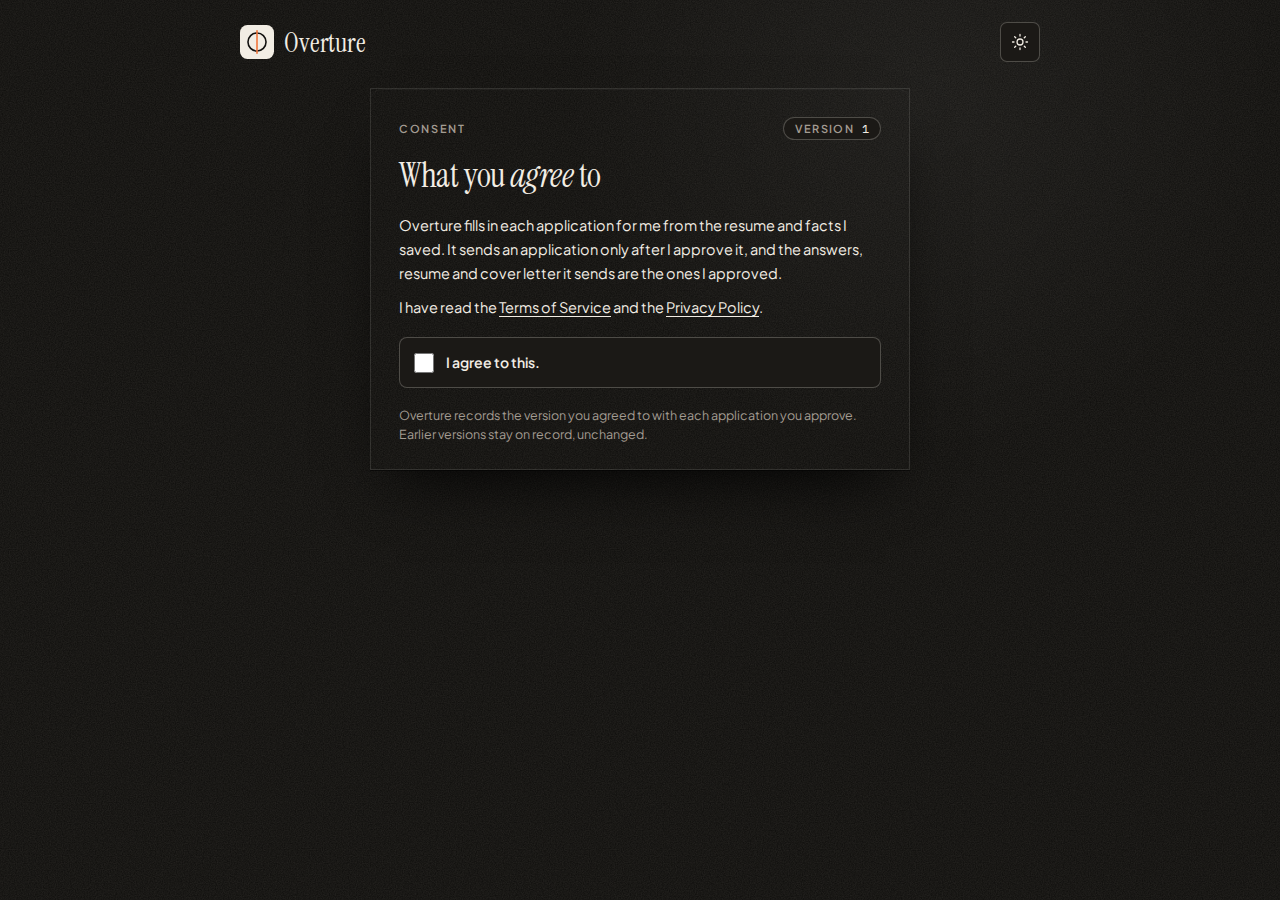 Overture
CONSENT
VERSION 1
What you agree to
Overture fills in each application for me from the resume and facts I
saved. It sends an application only after I approve it, and the answers,
resume and cover letter it sends are the ones I approved.
I have read the Terms of Service and the Privacy Policy.
I agree to this.
Overture records the version you agreed to with each application you approve.
Earlier versions stay on record, unchanged.